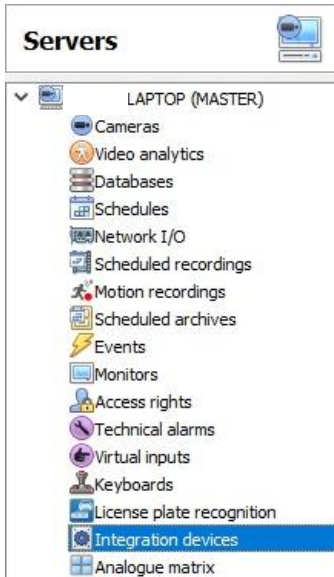 Servers
LAPTOP (MASTER)
Cameras
Video analytics
Databases
Schedules
Network I/O
Scheduled recordings
Motion recordings
Scheduled archives
Events
Monitors
Access rights
Technical alarms
Virtual inputs
Keyboards
License plate recognition
Integration devices
Analogue matrix